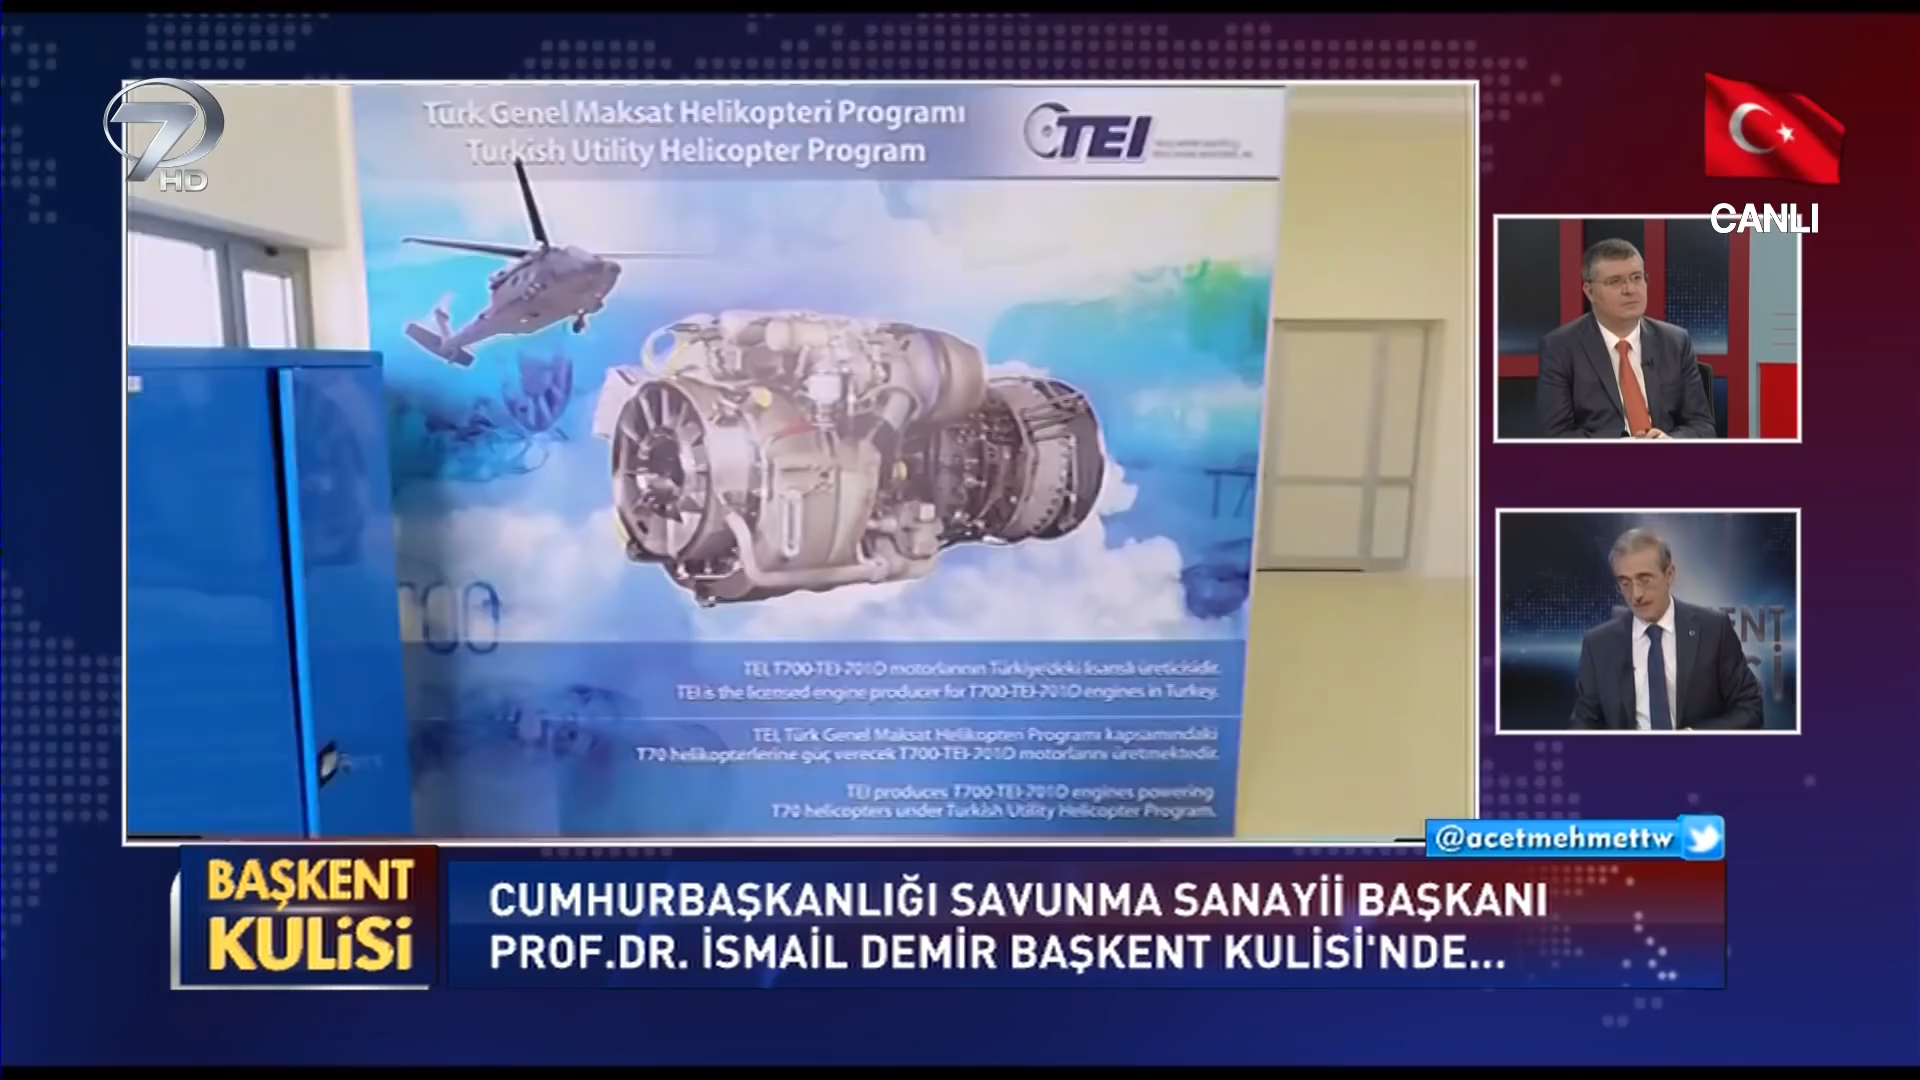 7
HD
Türk Genel Maksat Helikopteri Programı
Turkish Utility Helicopter Program
TEI
CANLI
TEI, T700-TEI-701D motorlarının Türkiye'deki lisanslı üreticisidir.
TEI is the licensed engine producer for T700-TEI-701D engines in Turkey.
TEI, Türk Genel Maksat Helikopteri Programı kapsamındaki
T70 helikopterlerine güç verecek T700-TEI-701D motorlarını üretmektedir.
TEI produces T700-TEI-701D engines powering
T70 helicopters under Turkish Utility Helicopter Program.
@acetmehmettw
BAŞKENT
KULiSi
CUMHURBAŞKANLIĞI SAVUNMA SANAYİİ BAŞKANI
PROF.DR. İSMAİL DEMİR BAŞKENT KULİSİ'NDE...